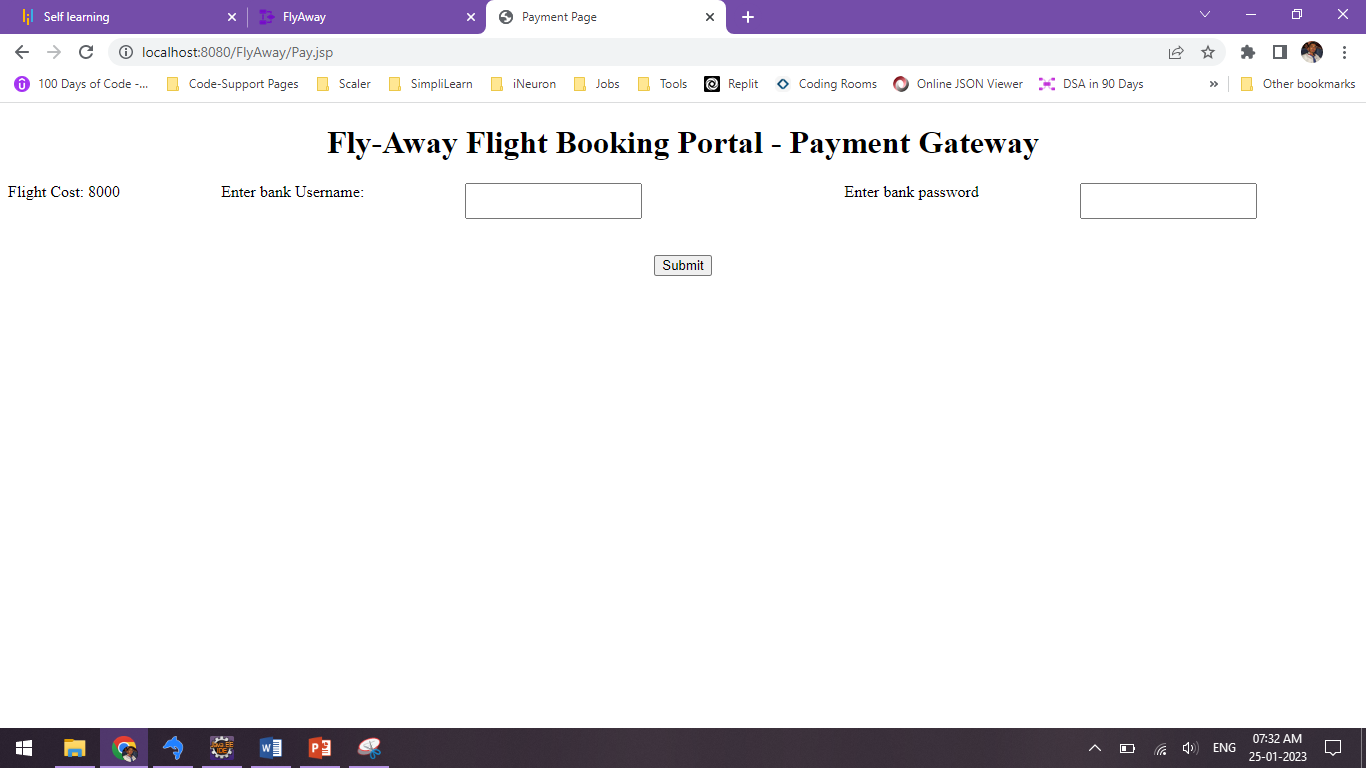 Self learning FlyAway Payment Page
localhost:8080/FlyAway/Pay.jsp
100 Days of Code -... Code-Support Pages Scaler SimpliLearn iNeuron Jobs Tools Replit Coding Rooms Online JSON Viewer DSA in 90 Days » Other bookmarks
Fly-Away Flight Booking Portal - Payment Gateway
Flight Cost: 8000 Enter bank Username: Enter bank password
Submit
ENG 07:32 AM
25-01-2023